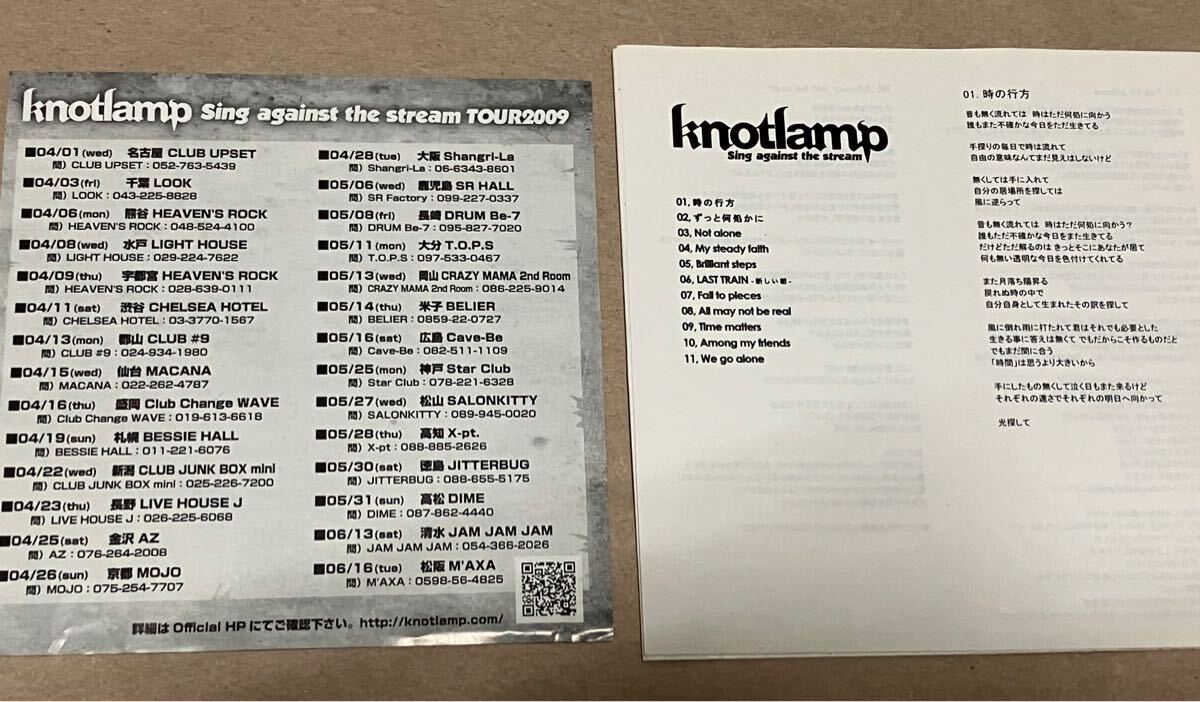 knotlamp Sing against the stream TOUR2009
■04/01(wed) 名古屋 CLUB UPSET
問) CLUB UPSET：052-763-5439
■04/03(fri) 千葉 LOOK
問) LOOK：043-225-8828
■04/06(mon) 熊谷 HEAVEN'S ROCK
問) HEAVEN'S ROCK：048-524-4100
■04/08(wed) 水戸 LIGHT HOUSE
問) LIGHT HOUSE：029-224-7622
■04/09(thu) 宇都宮 HEAVEN'S ROCK
問) HEAVEN'S ROCK：028-639-0111
■04/11(sat) 渋谷 CHELSEA HOTEL
問) CHELSEA HOTEL：03-3770-1567
■04/13(mon) 郡山 CLUB #9
問) CLUB #9：024-934-1980
■04/15(wed) 仙台 MACANA
問) MACANA：022-262-4787
■04/16(thu) 盛岡 Club Change WAVE
問) Club Change WAVE：019-613-6618
■04/19(sun) 札幌 BESSIE HALL
問) BESSIE HALL：011-221-6076
■04/22(wed) 新潟 CLUB JUNK BOX mini
問) CLUB JUNK BOX mini：025-226-7200
■04/23(thu) 長野 LIVE HOUSE J
問) LIVE HOUSE J：026-225-6068
■04/25(sat) 金沢 AZ
問) AZ：076-264-2008
■04/26(sun) 京都 MOJO
問) MOJO：075-254-7707
■04/28(tue) 大阪 Shangri-La
問) Shangri-La：06-6343-8601
■05/06(wed) 鹿児島 SR HALL
問) SR Factory：099-227-0337
■05/08(fri) 長崎 DRUM Be-7
問) DRUM Be-7：095-827-7020
■05/11(mon) 大分 T.O.P.S
問) T.O.P.S：097-533-0467
■05/13(wed) 岡山 CRAZY MAMA 2nd Room
問) CRAZY MAMA 2nd Room：086-225-9014
■05/14(thu) 米子 BELIER
問) BELIER：0859-22-0727
■05/16(sat) 広島 Cave-Be
問) Cave-Be：082-511-1109
■05/25(mon) 神戸 Star Club
問) Star Club：078-221-6328
■05/27(wed) 松山 SALONKITTY
問) SALONKITTY：089-945-0020
■05/28(thu) 高知 X-pt.
問) X-pt：088-885-2626
■05/30(sat) 徳島 JITTERBUG
問) JITTERBUG：088-655-5175
■05/31(sun) 高松 DIME
問) DIME：087-862-4440
■06/13(sat) 清水 JAM JAM JAM
問) JAM JAM JAM：054-366-2026
■06/16(tue) 松阪 M'AXA
問) M'AXA：0598-56-4825
詳細は Official HP にてご確認下さい。http://knotlamp.com/
knotlamp
Sing against the stream
01, 時の行方
02, ずっと何処かに
03, Not alone
04, My steady faith
05, Brilliant steps
06, LAST TRAIN -新しい朝-
07, Fall to pieces
08, All may not be real
09, Time matters
10, Among my friends
11, We go alone
01. 時の行方
音も無く流れては 時はただ何処に向かう
誰もまた不確かな今日をただ生きてる
手探りの毎日で時は流れて
自由の意味なんてまだ見えはしないけど
無くしては手に入れて
自分の居場所を探しては
風に逆らって
音も無く流れては 時はただ何処に向かう?
誰もただ不確かな今日をまた生きてる
だけどただ解るのは きっとそこにあなたが居て
何も無い透明な今日を色付けてくれてる
また月落ち陽昇る
戻れぬ時の中で
自分自身として生まれたその訳を探して
風に倒れ雨に打たれて君はそれでも必要とした
生きる事に答えは無くて でもだからこそ作るものだと
でもまだ間に合う
「時間」は思うより大きいから
手にしたもの無くして泣く日もまた来るけど
それぞれの速さでそれぞれの明日へ向かって
光探して